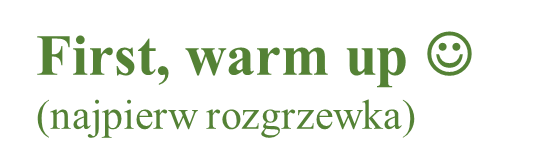 First, warm up ☺
(najpierw rozgrzewka)